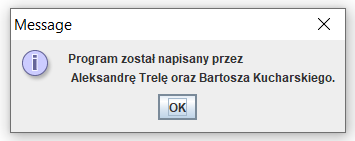 Message
Program został napisany przez
Aleksandrę Trelę oraz Bartosza Kucharskiego.
OK